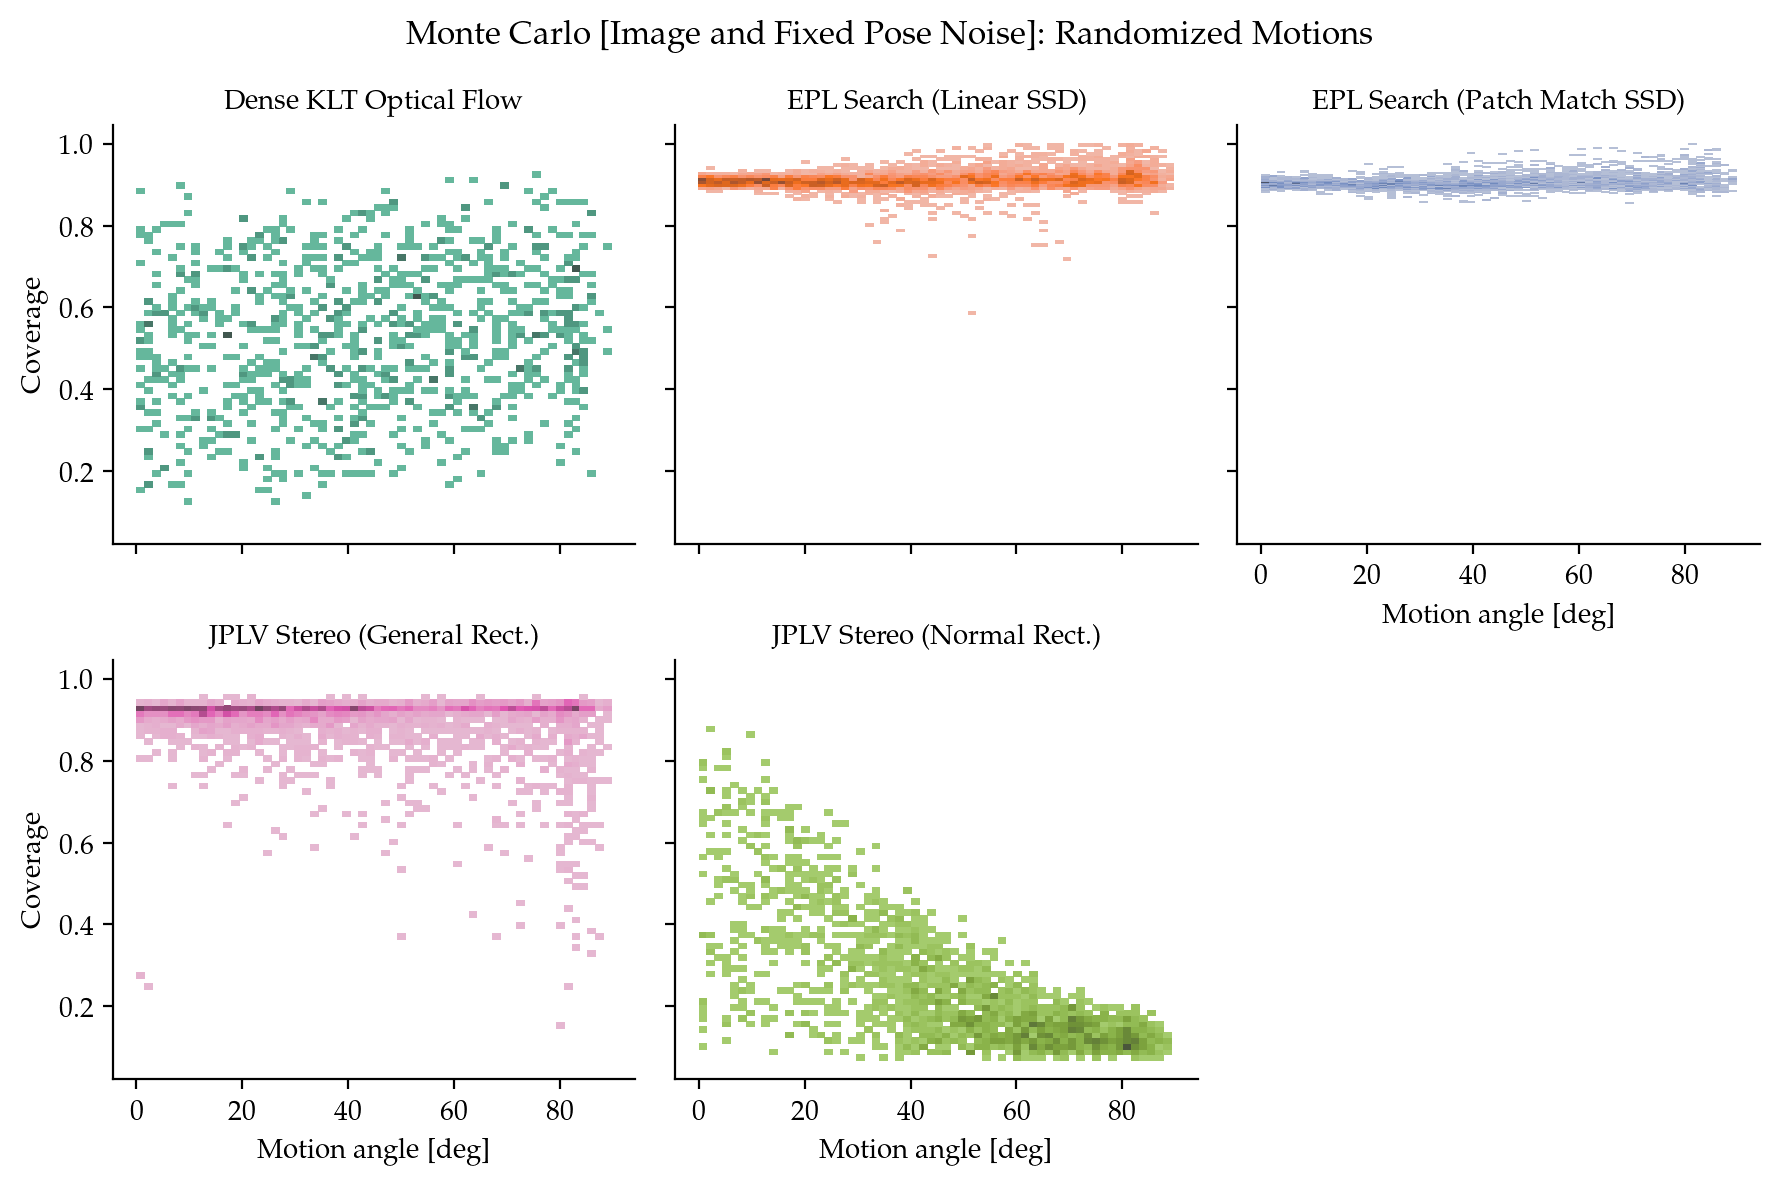 Monte Carlo [Image and Fixed Pose Noise]: Randomized Motions
Dense KLT Optical Flow
EPL Search (Linear SSD)
EPL Search (Patch Match SSD)
1.0
0.8
0.6
0.4
0.2
Coverage
0 20 40 60 80
Motion angle [deg]
JPLV Stereo (General Rect.)
JPLV Stereo (Normal Rect.)
1.0
0.8
0.6
0.4
0.2
Coverage
0 20 40 60 80
0 20 40 60 80
Motion angle [deg]
Motion angle [deg]